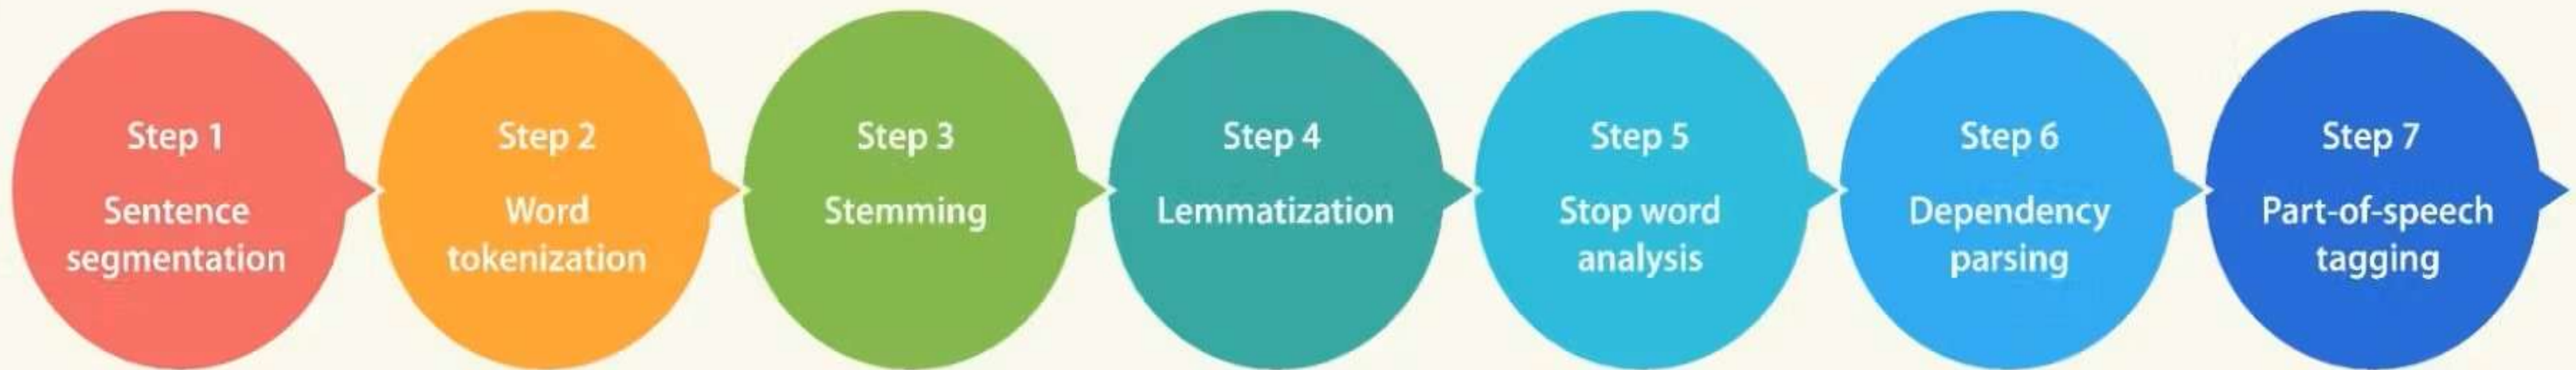 Step 1
Sentence
segmentation
Step 2
Word
tokenization
Step 3
Stemming
Step 4
Lemmatization
Step 5
Stop word
analysis
Step 6
Dependency
parsing
Step 7
Part-of-speech
tagging